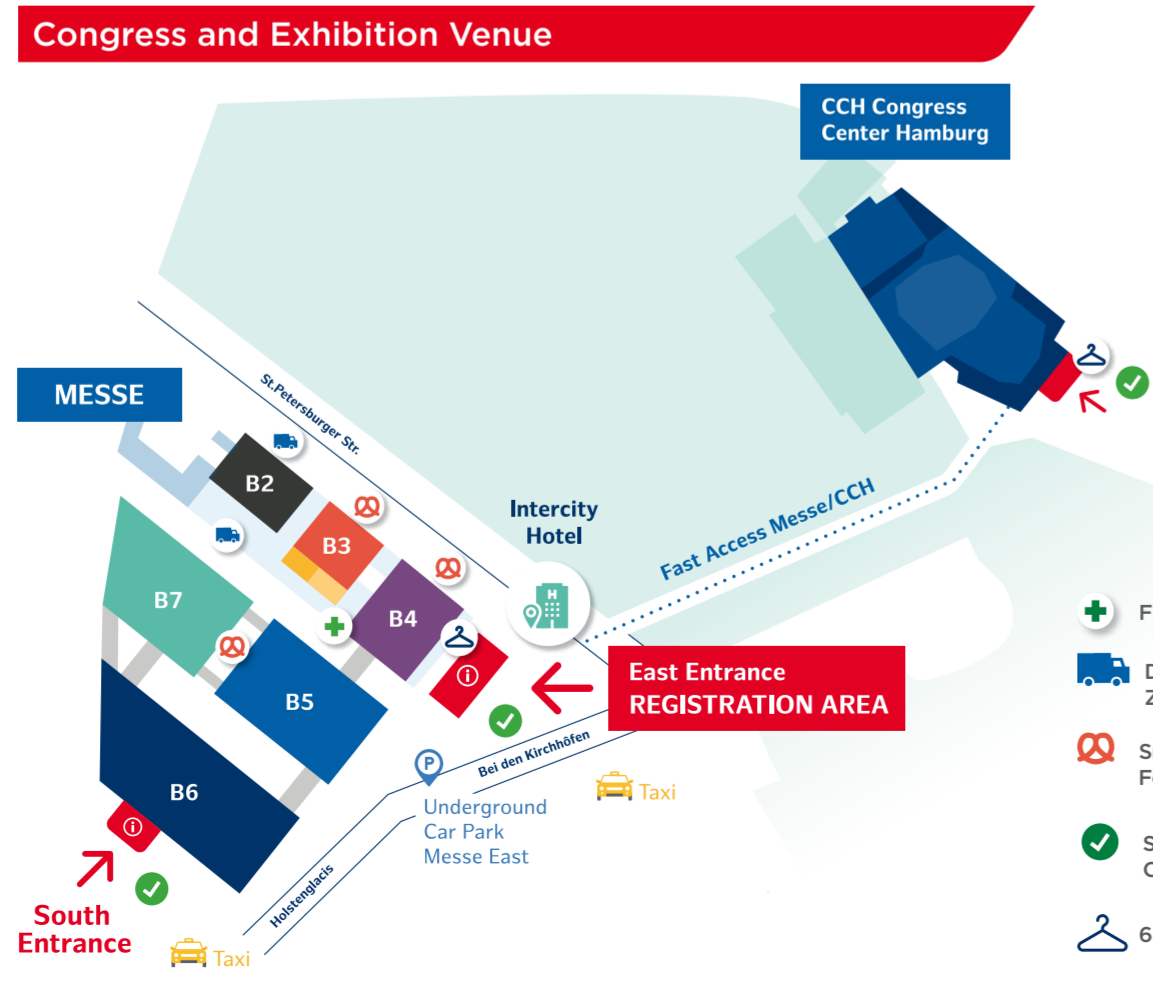 Congress and Exhibition Venue
CCH Congress
Center Hamburg
MESSE
St.Petersburger Str.
B2
B3
B4
B7
B5
B6
Intercity
Hotel
H
Fast Access Messe/CCH
East Entrance
REGISTRATION AREA
Bei den Kirchhöfen
P
Underground
Car Park
Messe East
Taxi
Holstenglacis
South
Entrance
Taxi
i
i
F
D
Z
S
F
S
C
6